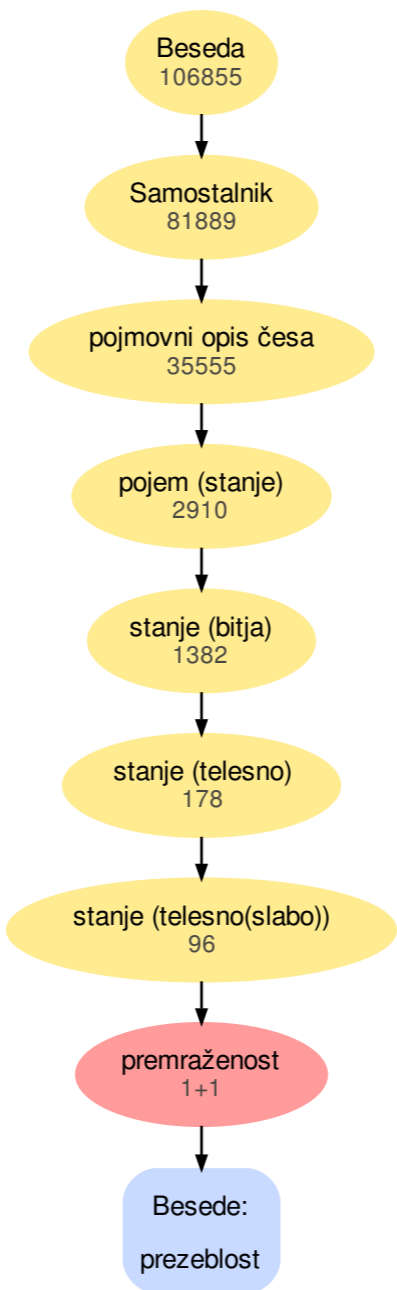 Beseda
106855
Samostalnik
81889
pojmovni opis česa
35555
pojem (stanje)
2910
stanje (bitja)
1382
stanje (telesno)
178
stanje (telesno(slabo))
96
premraženost
1+1
Besede:
prezeblost